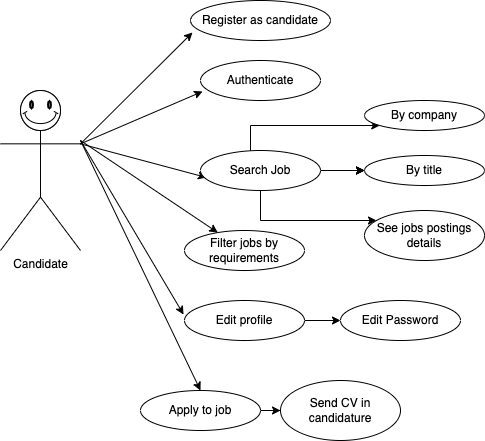 Register as candidate
Authenticate
By company
Search Job
By title
See jobs postings
details
Filter jobs by
requirements
Candidate
Edit profile
Edit Password
Apply to job
Send CV in
candidature